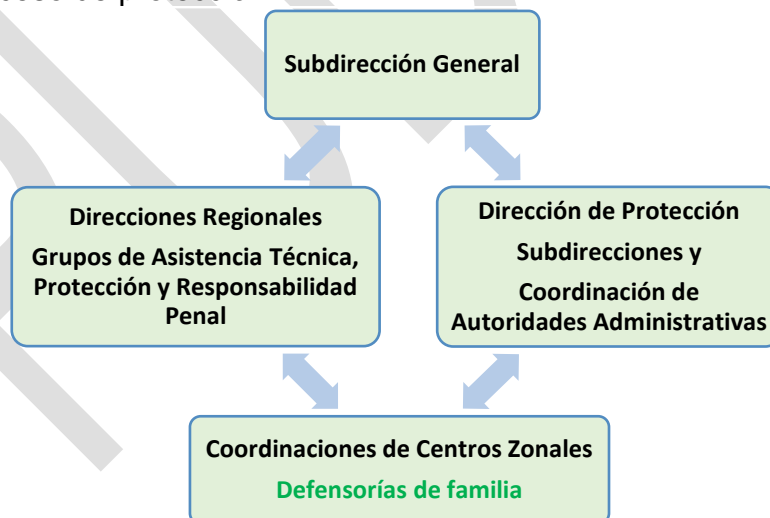 Subdirección General
Direcciones Regionales
Grupos de Asistencia Técnica,
Protección y Responsabilidad
Penal
Dirección de Protección
Subdirecciones y
Coordinación de
Autoridades Administrativas
Coordinaciones de Centros Zonales
Defensorías de familia